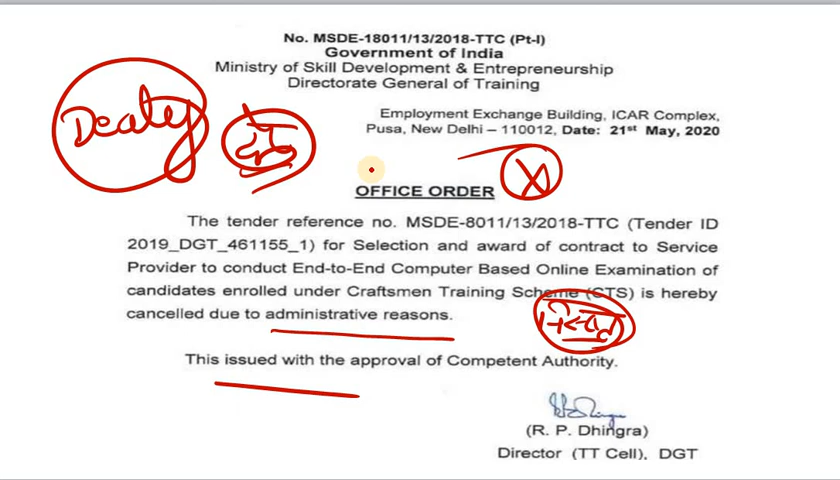 No. MSDE-18011/13/2018-TTC (Pt-I)
Government of India
Ministry of Skill Development & Entrepreneurship
Directorate General of Training
Employment Exchange Building, ICAR Complex,
Pusa, New Delhi – 110012, Date: 21st May, 2020
OFFICE ORDER
The tender reference no. MSDE-8011/13/2018-TTC (Tender ID
2019_DGT_461155_1) for Selection and award of contract to Service
Provider to conduct End-to-End Computer Based Online Examination of
candidates enrolled under Craftsmen Training Scheme (CTS) is hereby
cancelled due to administrative reasons.
This issued with the approval of Competent Authority.
(R. P. Dhingra)
Director (TT Cell), DGT